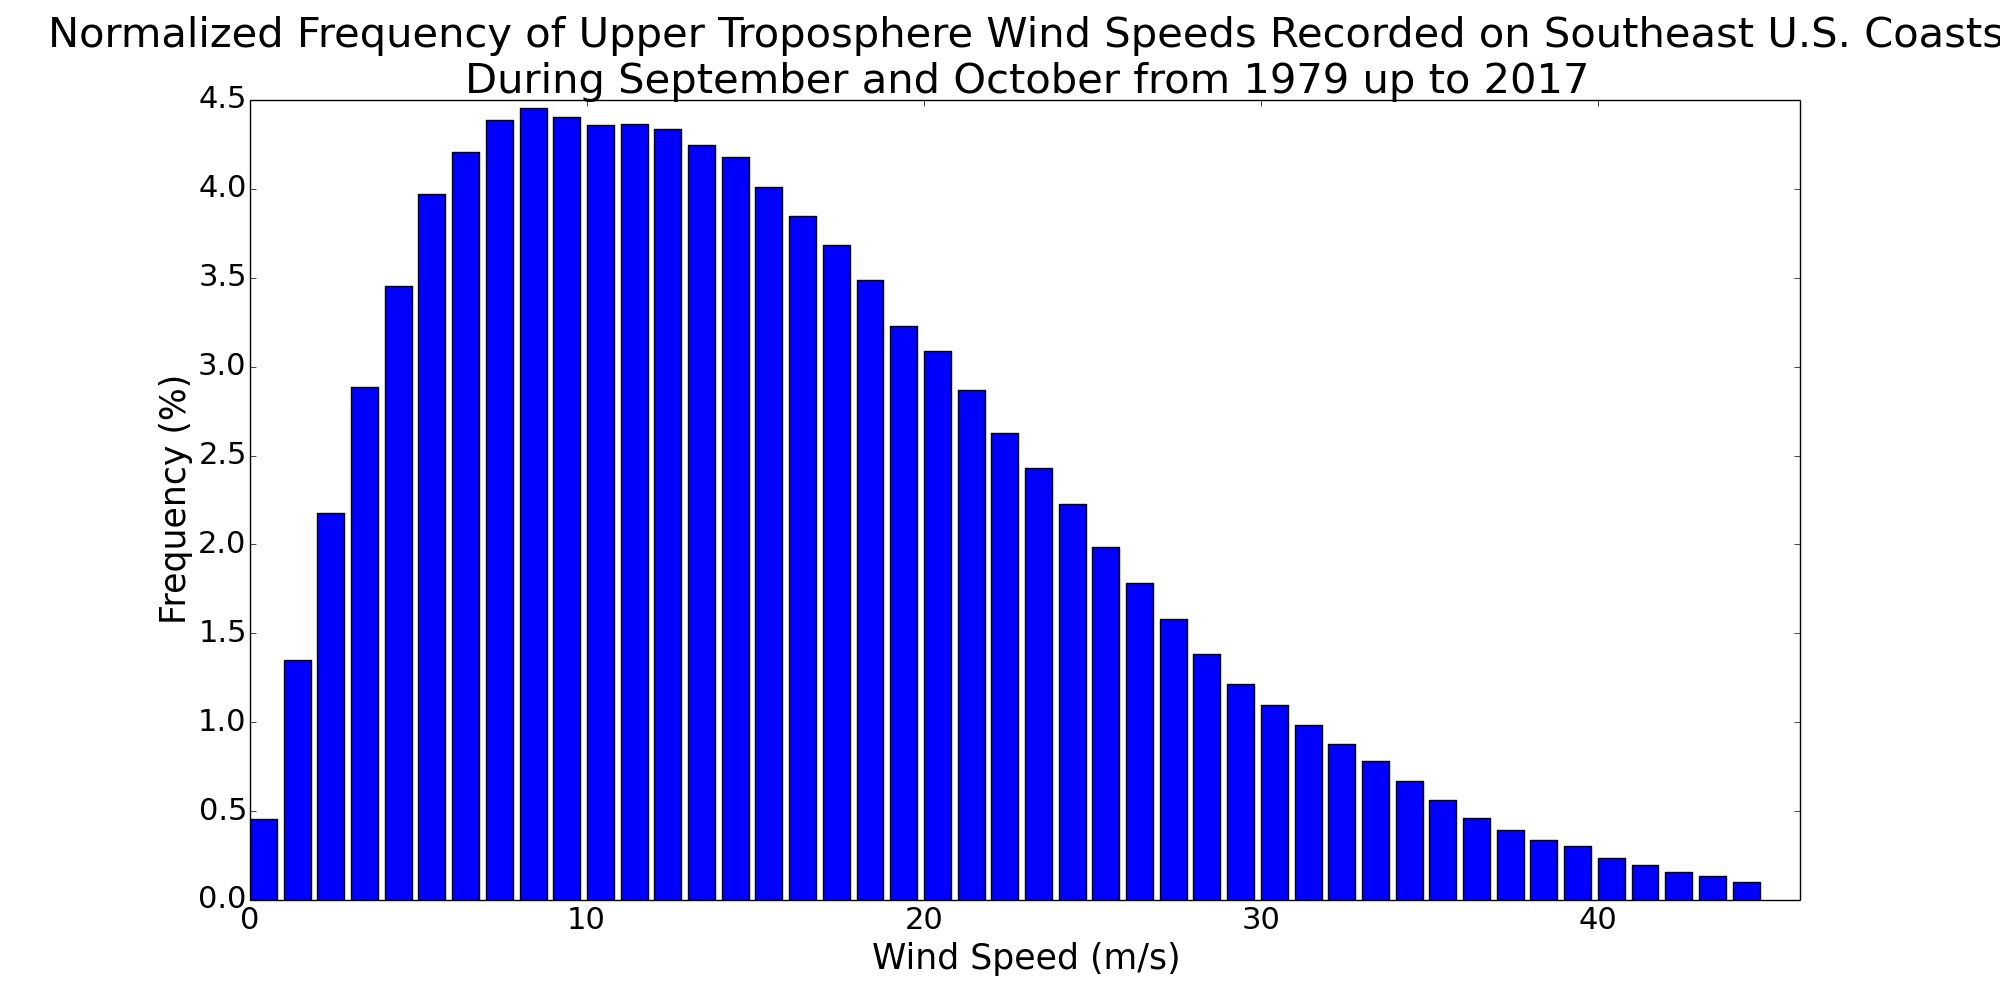 Normalized Frequency of Upper Troposphere Wind Speeds Recorded on Southeast U.S. Coasts
During September and October from 1979 up to 2017
4.5
4.0
3.5
3.0
2.5
2.0
1.5
1.0
0.5
0.0
Frequency (%)
0 10 20 30 40
Wind Speed (m/s)